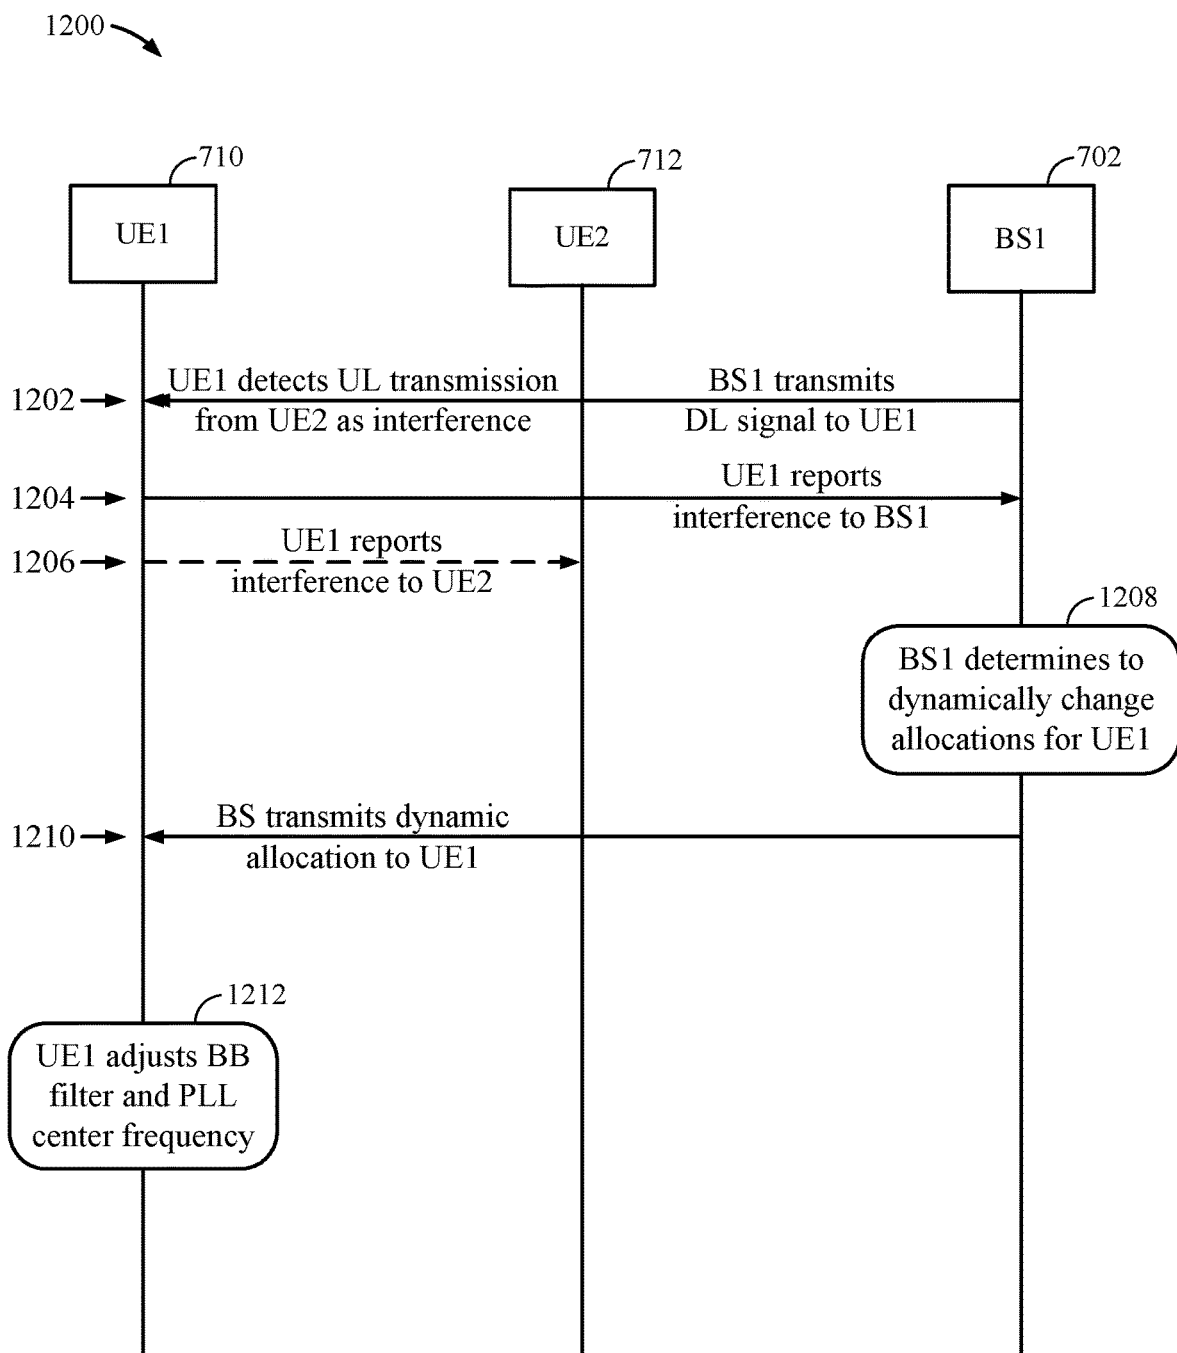 1200
710
712
702
UE1
UE2
BS1
1202
UE1 detects UL transmission
from UE2 as interference
BS1 transmits
DL signal to UE1
1204
UE1 reports
interference to BS1
1206
UE1 reports
interference to UE2
1208
BS1 determines to
dynamically change
allocations for UE1
1210
BS transmits dynamic
allocation to UE1
1212
UE1 adjusts BB
filter and PLL
center frequency